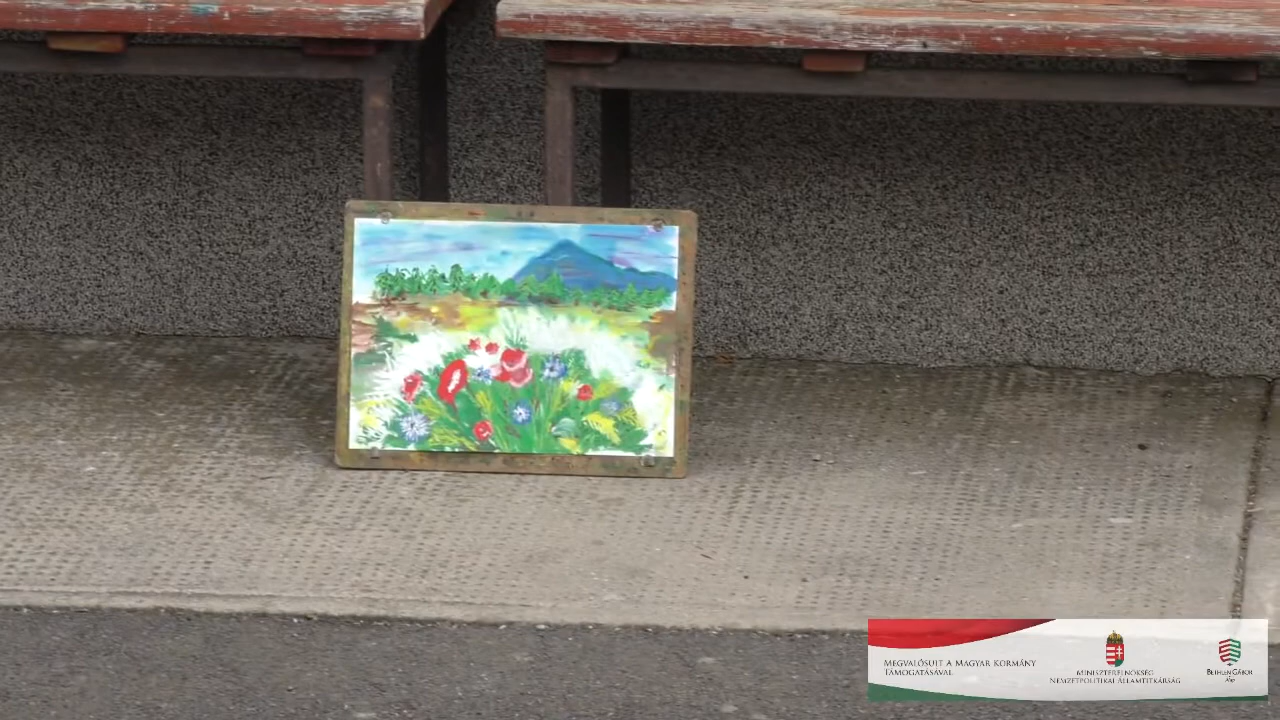 MEGVALÓSULT A MAGYAR KORMÁNY
TÁMOGATÁSÁVAL
MINISZTERELNÖKSÉG
NEMZETPOLITIKAI ÁLLAMTITKÁRSÁG
BETHLEN GÁBOR
Alap